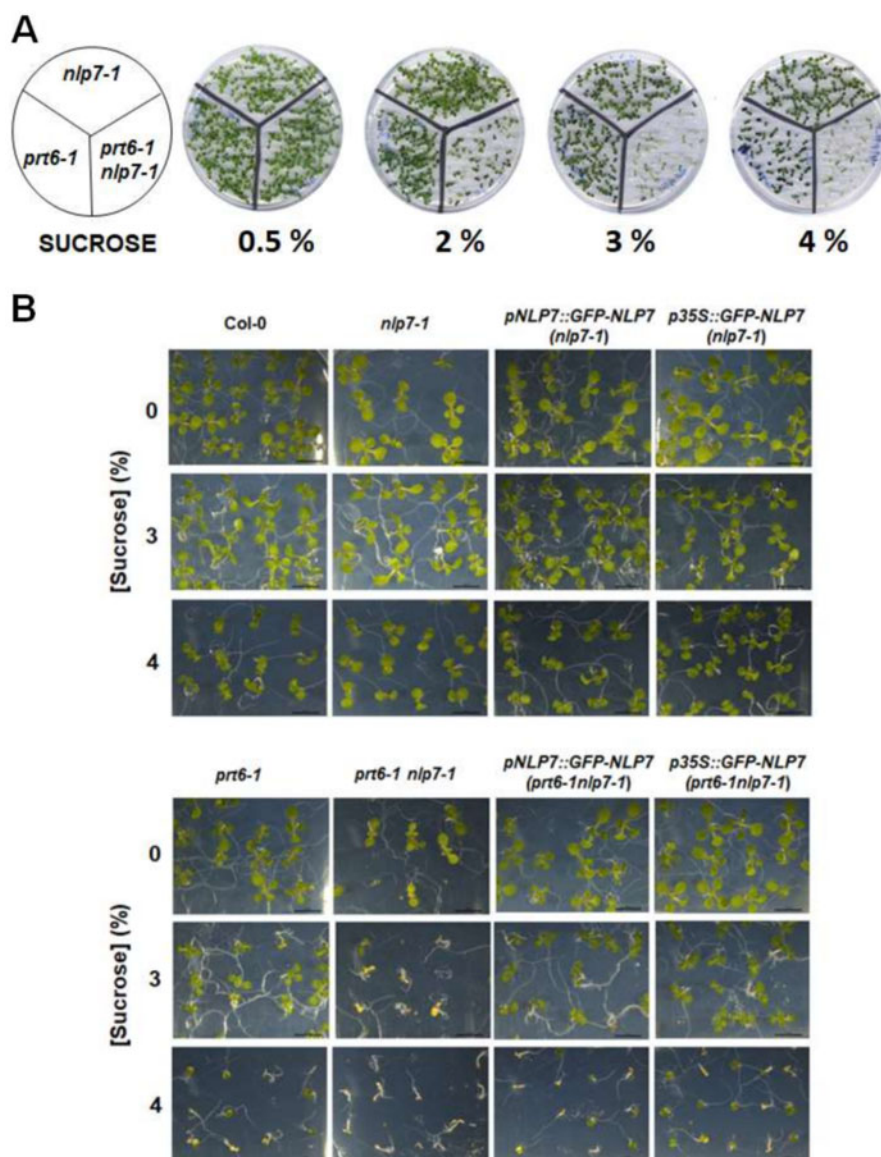 A
nlp7-1
prt6-1
prt6-1
nlp7-1
SUCROSE 0.5 % 2 % 3 % 4 %
B
Col-0 nlp7-1 pNLP7::GFP-NLP7 (nlp7-1) p35S::GFP-NLP7 (nlp7-1)
[Sucrose] (%)
0
3
4
prt6-1 prt6-1 nlp7-1 pNLP7::GFP-NLP7 (prt6-1nlp7-1) p35S::GFP-NLP7 (prt6-1nlp7-1)
[Sucrose] (%)
0
3
4